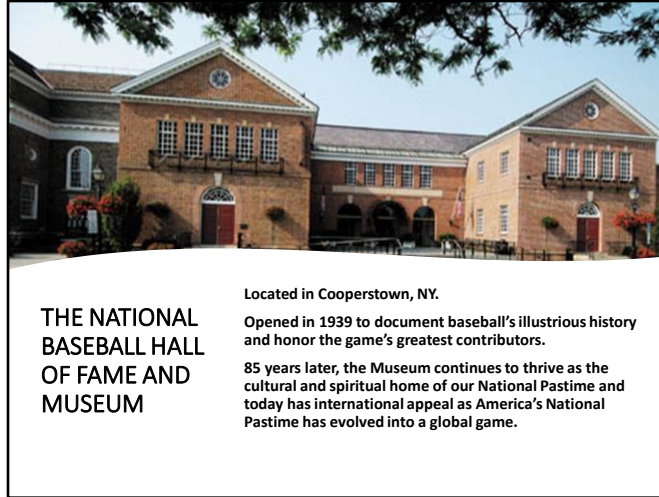 THE NATIONAL
BASEBALL HALL
OF FAME AND
MUSEUM
Located in Cooperstown, NY.
Opened in 1939 to document baseball's illustrious history
and honor the game's greatest contributors.
85 years later, the Museum continues to thrive as the
cultural and spiritual home of our National Pastime and
today has international appeal as America's National
Pastime has evolved into a global game.